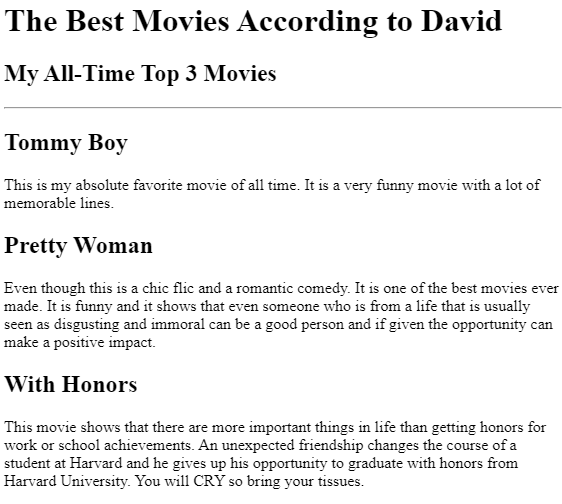 The Best Movies According to David
My All-Time Top 3 Movies
Tommy Boy
This is my absolute favorite movie of all time. It is a very funny movie with a lot of
memorable lines.
Pretty Woman
Even though this is a chic flic and a romantic comedy. It is one of the best movies ever
made. It is funny and it shows that even someone who is from a life that is usually
seen as disgusting and immoral can be a good person and if given the opportunity can
make a positive impact.
With Honors
This movie shows that there are more important things in life than getting honors for
work or school achievements. An unexpected friendship changes the course of a
student at Harvard and he gives up his opportunity to graduate with honors from
Harvard University. You will CRY so bring your tissues.